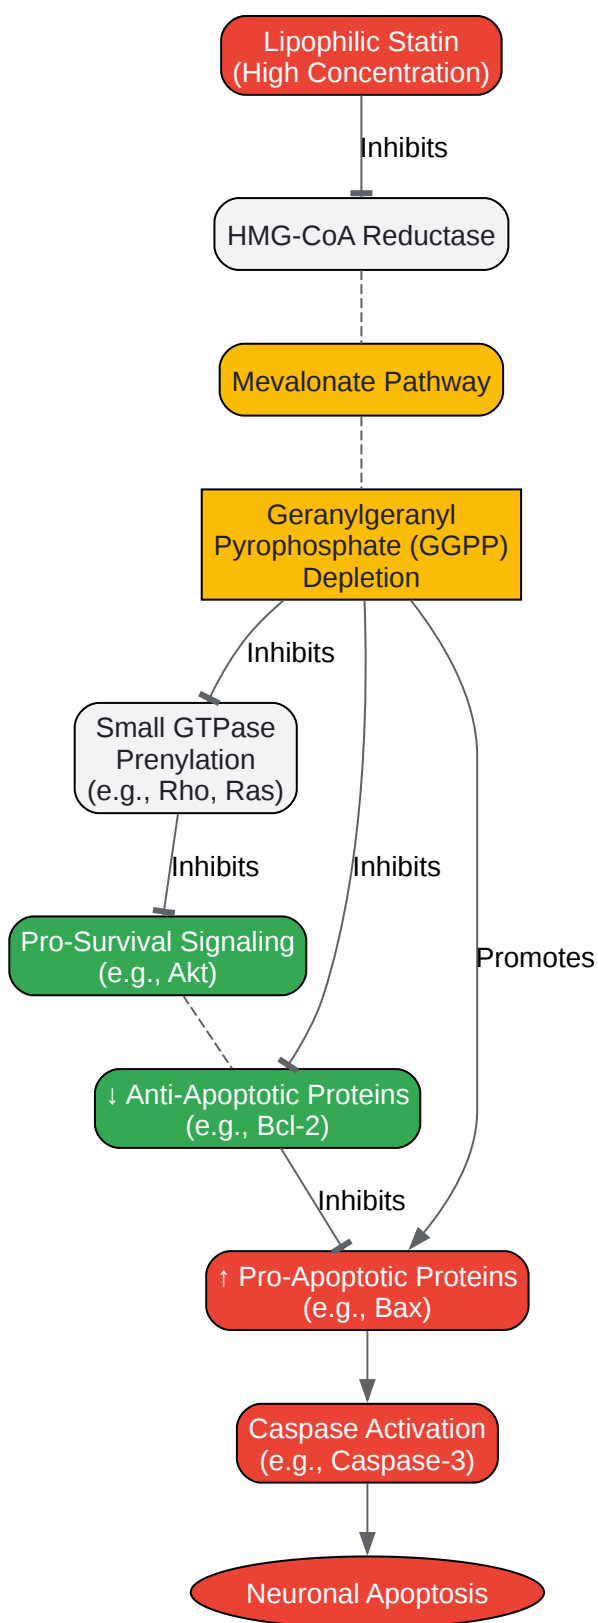 Lipophilic Statin
(High Concentration)
Inhibits
HMG-CoA Reductase
Mevalonate Pathway
Geranylgeranyl
Pyrophosphate (GGPP)
Depletion
Inhibits
Small GTPase
Prenylation
(e.g., Rho, Ras)
Inhibits
Inhibits
Pro-Survival Signaling
(e.g., Akt)
Promotes
↓ Anti-Apoptotic Proteins
(e.g., Bcl-2)
Inhibits
↑ Pro-Apoptotic Proteins
(e.g., Bax)
Caspase Activation
(e.g., Caspase-3)
Neuronal Apoptosis